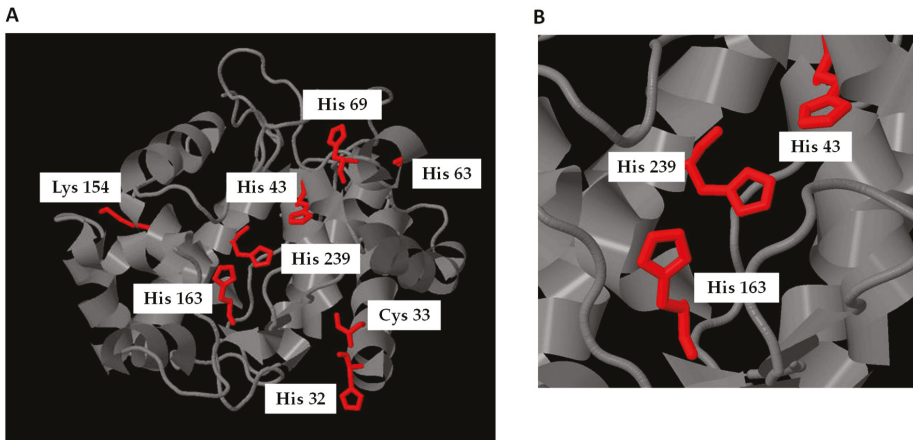 A
His 69
His 63
Lys 154
His 43
His 239
His 163
Cys 33
His 32
B
His 43
His 239
His 163